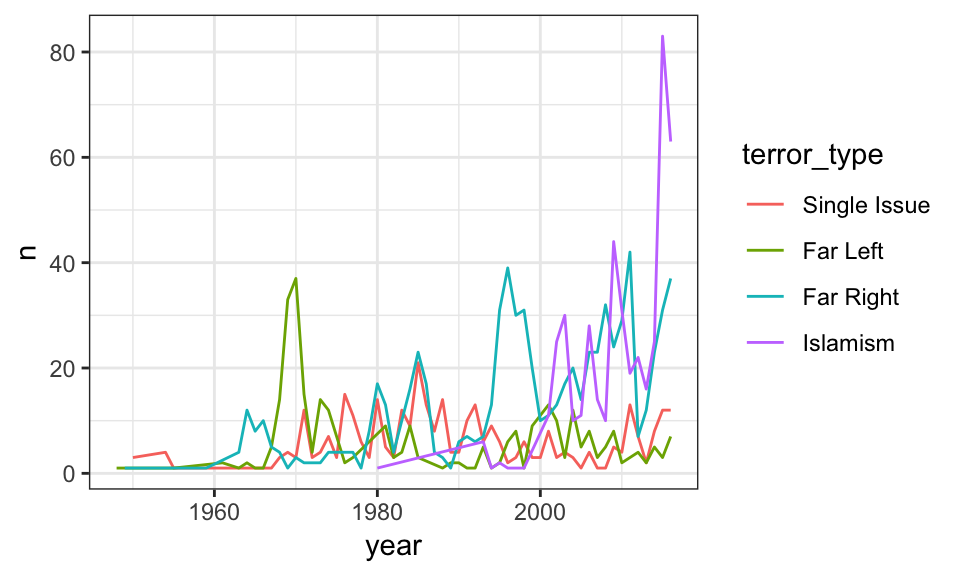 80
60
40
20
0
n
1960 1980 2000
year
terror_type
Single Issue
Far Left
Far Right
Islamism